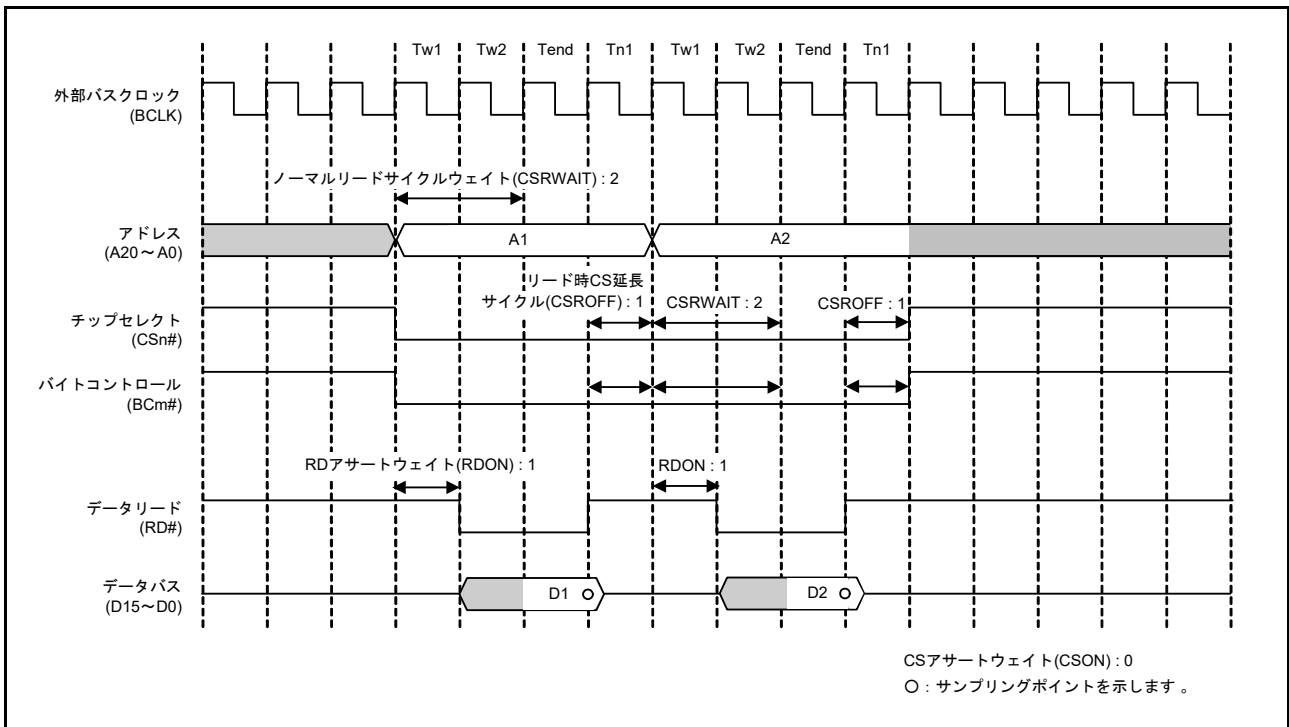 Tw1 Tw2 Tend Tn1 Tw1 Tw2 Tend Tn1
外部バスクロック
(BCLK)
ノーマルリードサイクルウェイト(CSRWAIT) : 2
アドレス
(A20～A0)
A1
A2
リード時CS延長
サイクル(CSROFF) : 1
CSRWAIT : 2
CSROFF : 1
チップセレクト
(CSn#)
バイトコントロール
(BCm#)
RDアサートウェイト(RDON) : 1
RDON : 1
データリード
(RD#)
データバス
(D15～D0)
D1
D2
CSアサートウェイト(CSON) : 0
○ : サンプリングポイントを示します 。